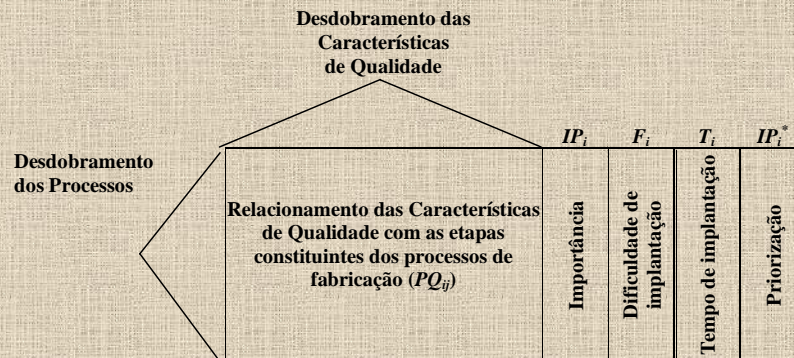 Desdobramento das
Características
de Qualidade
IPi Fi Ti IPi*
Desdobramento
dos Processos
Relacionamento das Características
de Qualidade com as etapas
constituintes dos processos de
fabricação (PQij)
Importância
Dificuldade de
implantação
Tempo de implantação
Priorização